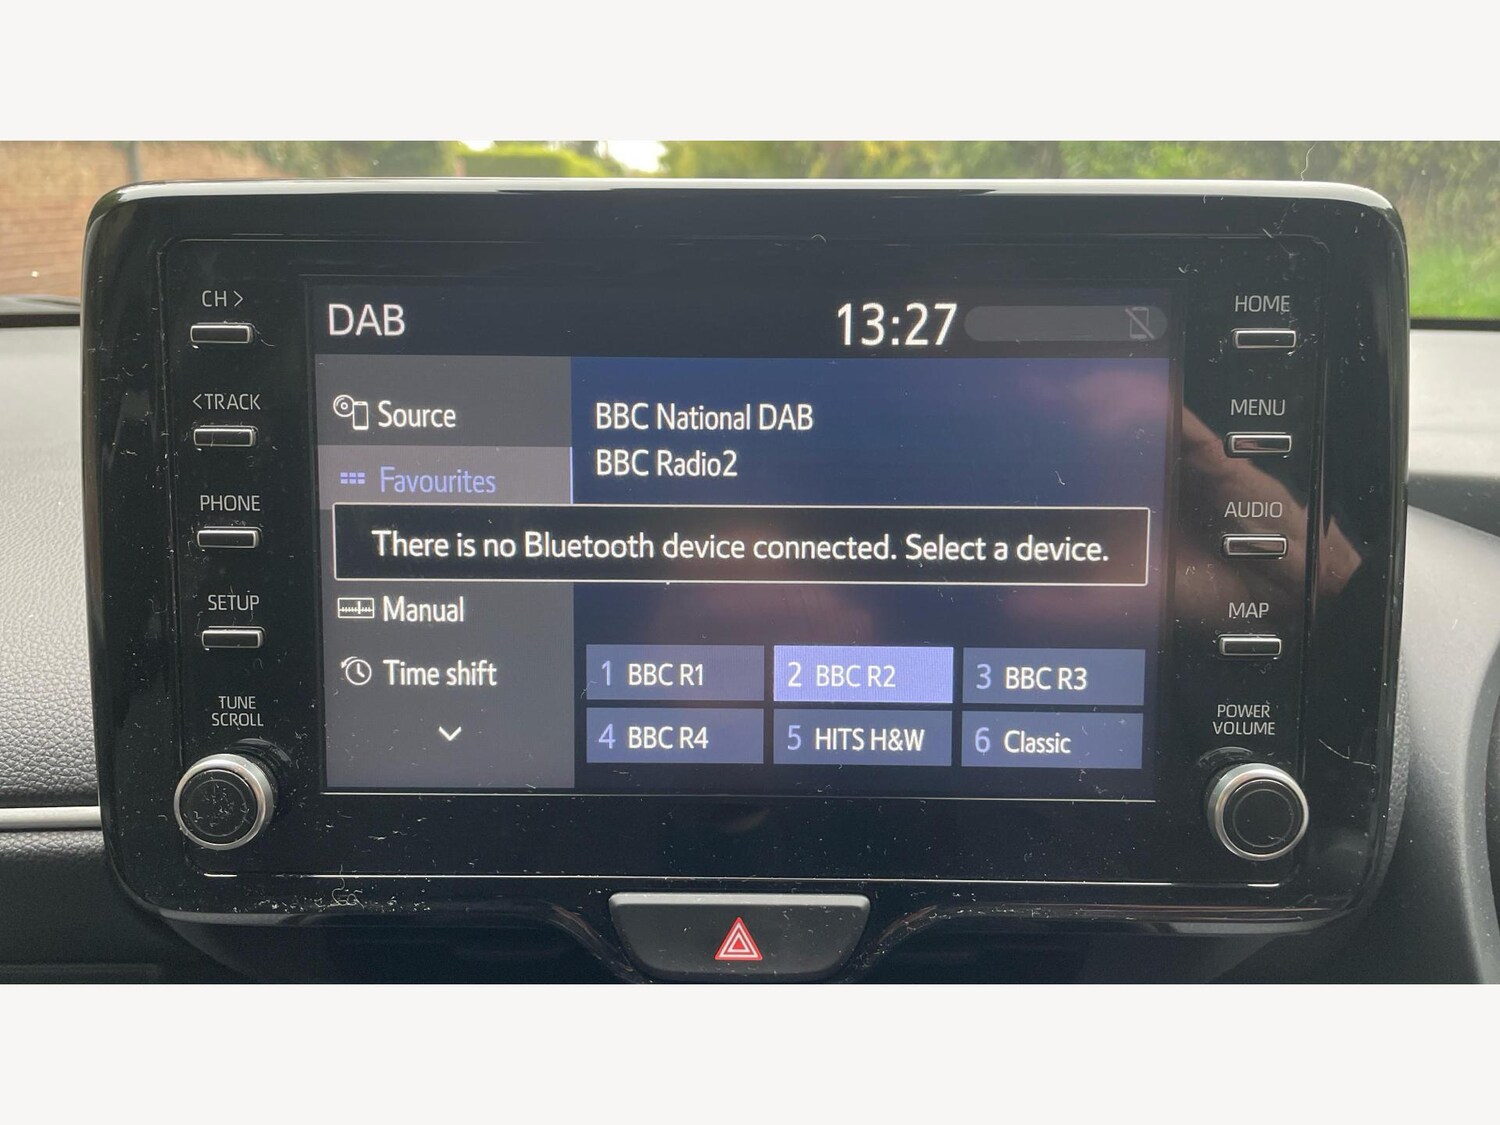 CH >
<TRACK
PHONE
SETUP
TUNE
SCROLL
DAB
13:27
Source
Favourites
BBC National DAB
BBC Radio2
There is no Bluetooth device connected. Select a device.
Manual
Time shift
1 BBC R1
2 BBC R2
3 BBC R3
4 BBC R4
5 HITS H&W
6 Classic
HOME
MENU
AUDIO
MAP
POWER
VOLUME